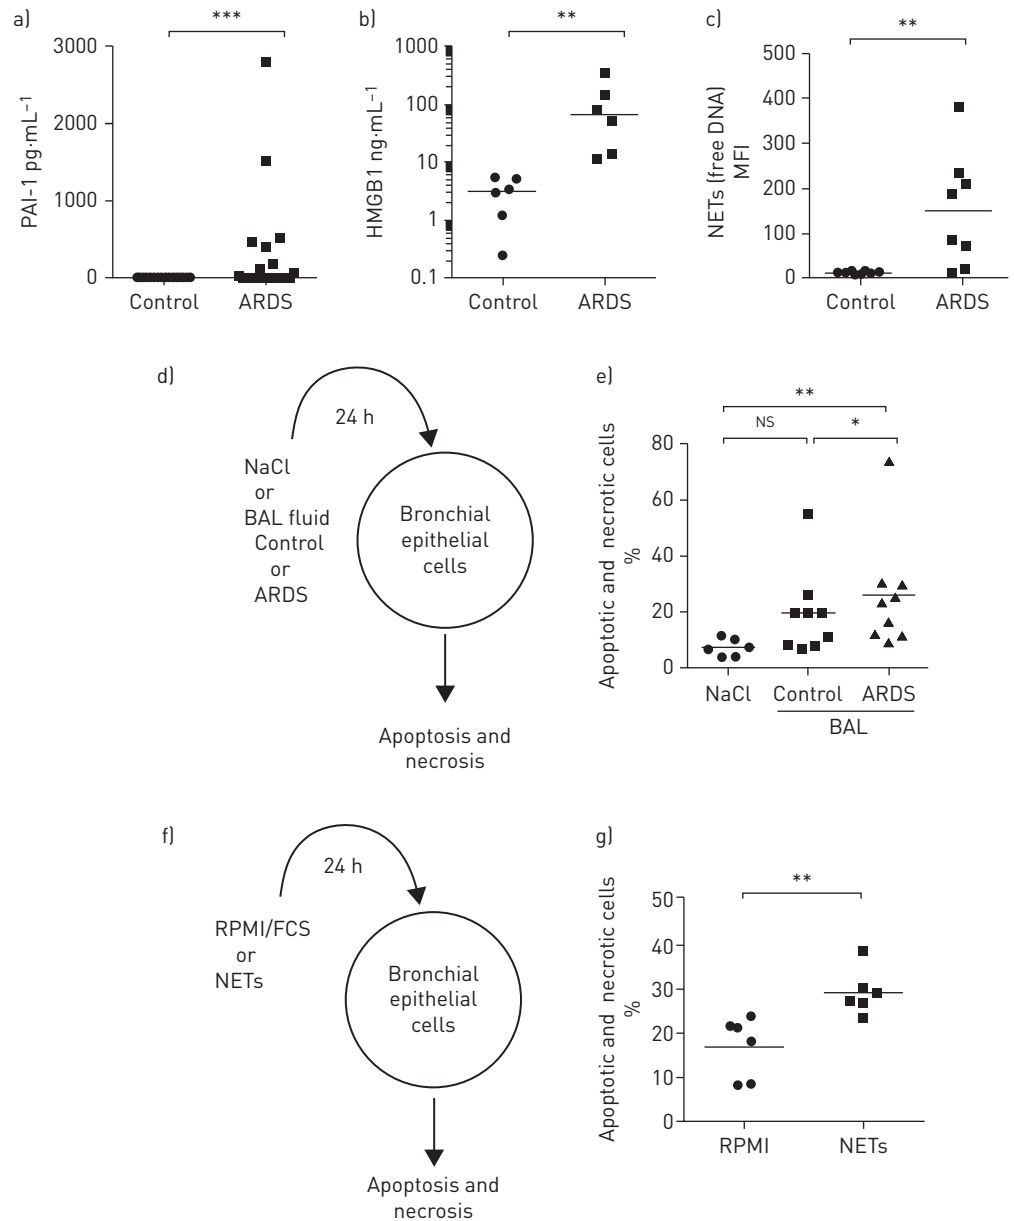 a)
***
3000
2000
1000
0
PAI-1 pg·mL⁻¹
Control
ARDS
b)
**
1000
100
10
1
0.1
HMGB1 ng·mL⁻¹
Control
ARDS
c)
**
500
400
300
200
100
0
NETs (free DNA)
MFI
Control
ARDS
d)
24 h
NaCl
or
BAL fluid
Control
or
ARDS
Bronchial
epithelial
cells
Apoptosis and
necrosis
e)
**
NS
*
80
60
40
20
0
Apoptotic and necrotic cells
%
NaCl
Control
ARDS
BAL
f)
24 h
RPMI/FCS
or
NETs
Bronchial
epithelial
cells
Apoptosis and
necrosis
g)
**
50
40
30
20
10
0
Apoptotic and necrotic cells
%
RPMI
NETs